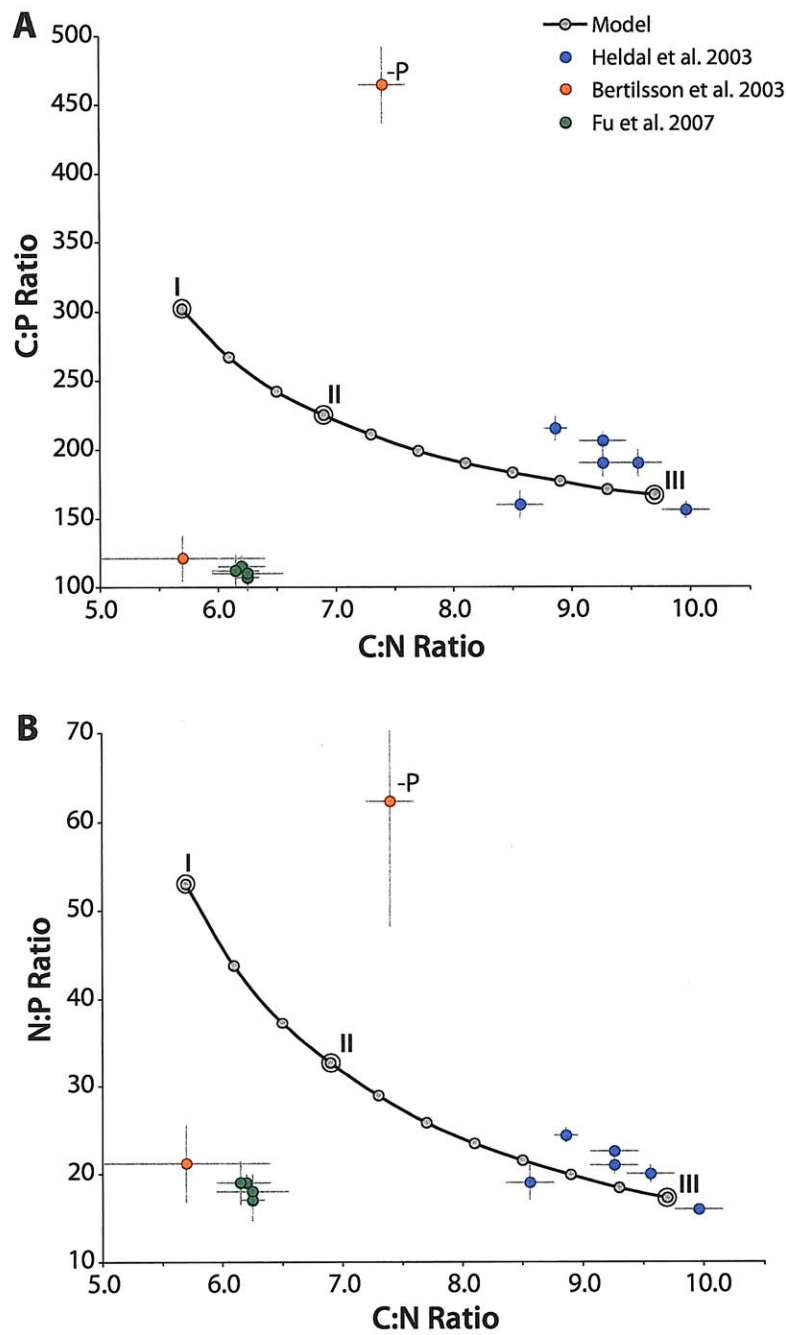 A
Model
Heldal et al. 2003
Bertilsson et al. 2003
Fu et al. 2007
500
450
400
350
300
250
200
150
100
C:P Ratio
-P
I
II
III
5.0 6.0 7.0 8.0 9.0 10.0
C:N Ratio
B
70
60
50
40
30
20
10
N:P Ratio
-P
I
II
III
5.0 6.0 7.0 8.0 9.0 10.0
C:N Ratio